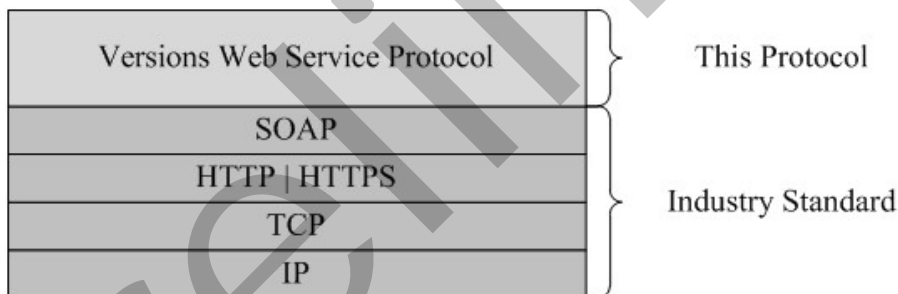 Versions Web Service Protocol
This Protocol
SOAP
HTTP | HTTPS
Industry Standard
TCP
IP